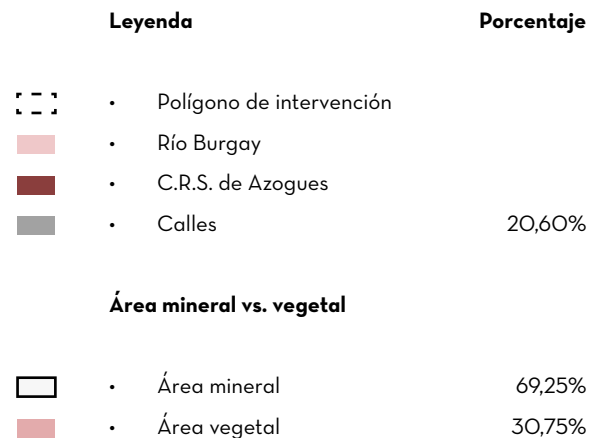 Leyenda Porcentaje
• Polígono de intervención
• Río Burgay
• C.R.S. de Azogues
• Calles 20,60%
Área mineral vs. vegetal
• Área mineral 69,25%
• Área vegetal 30,75%